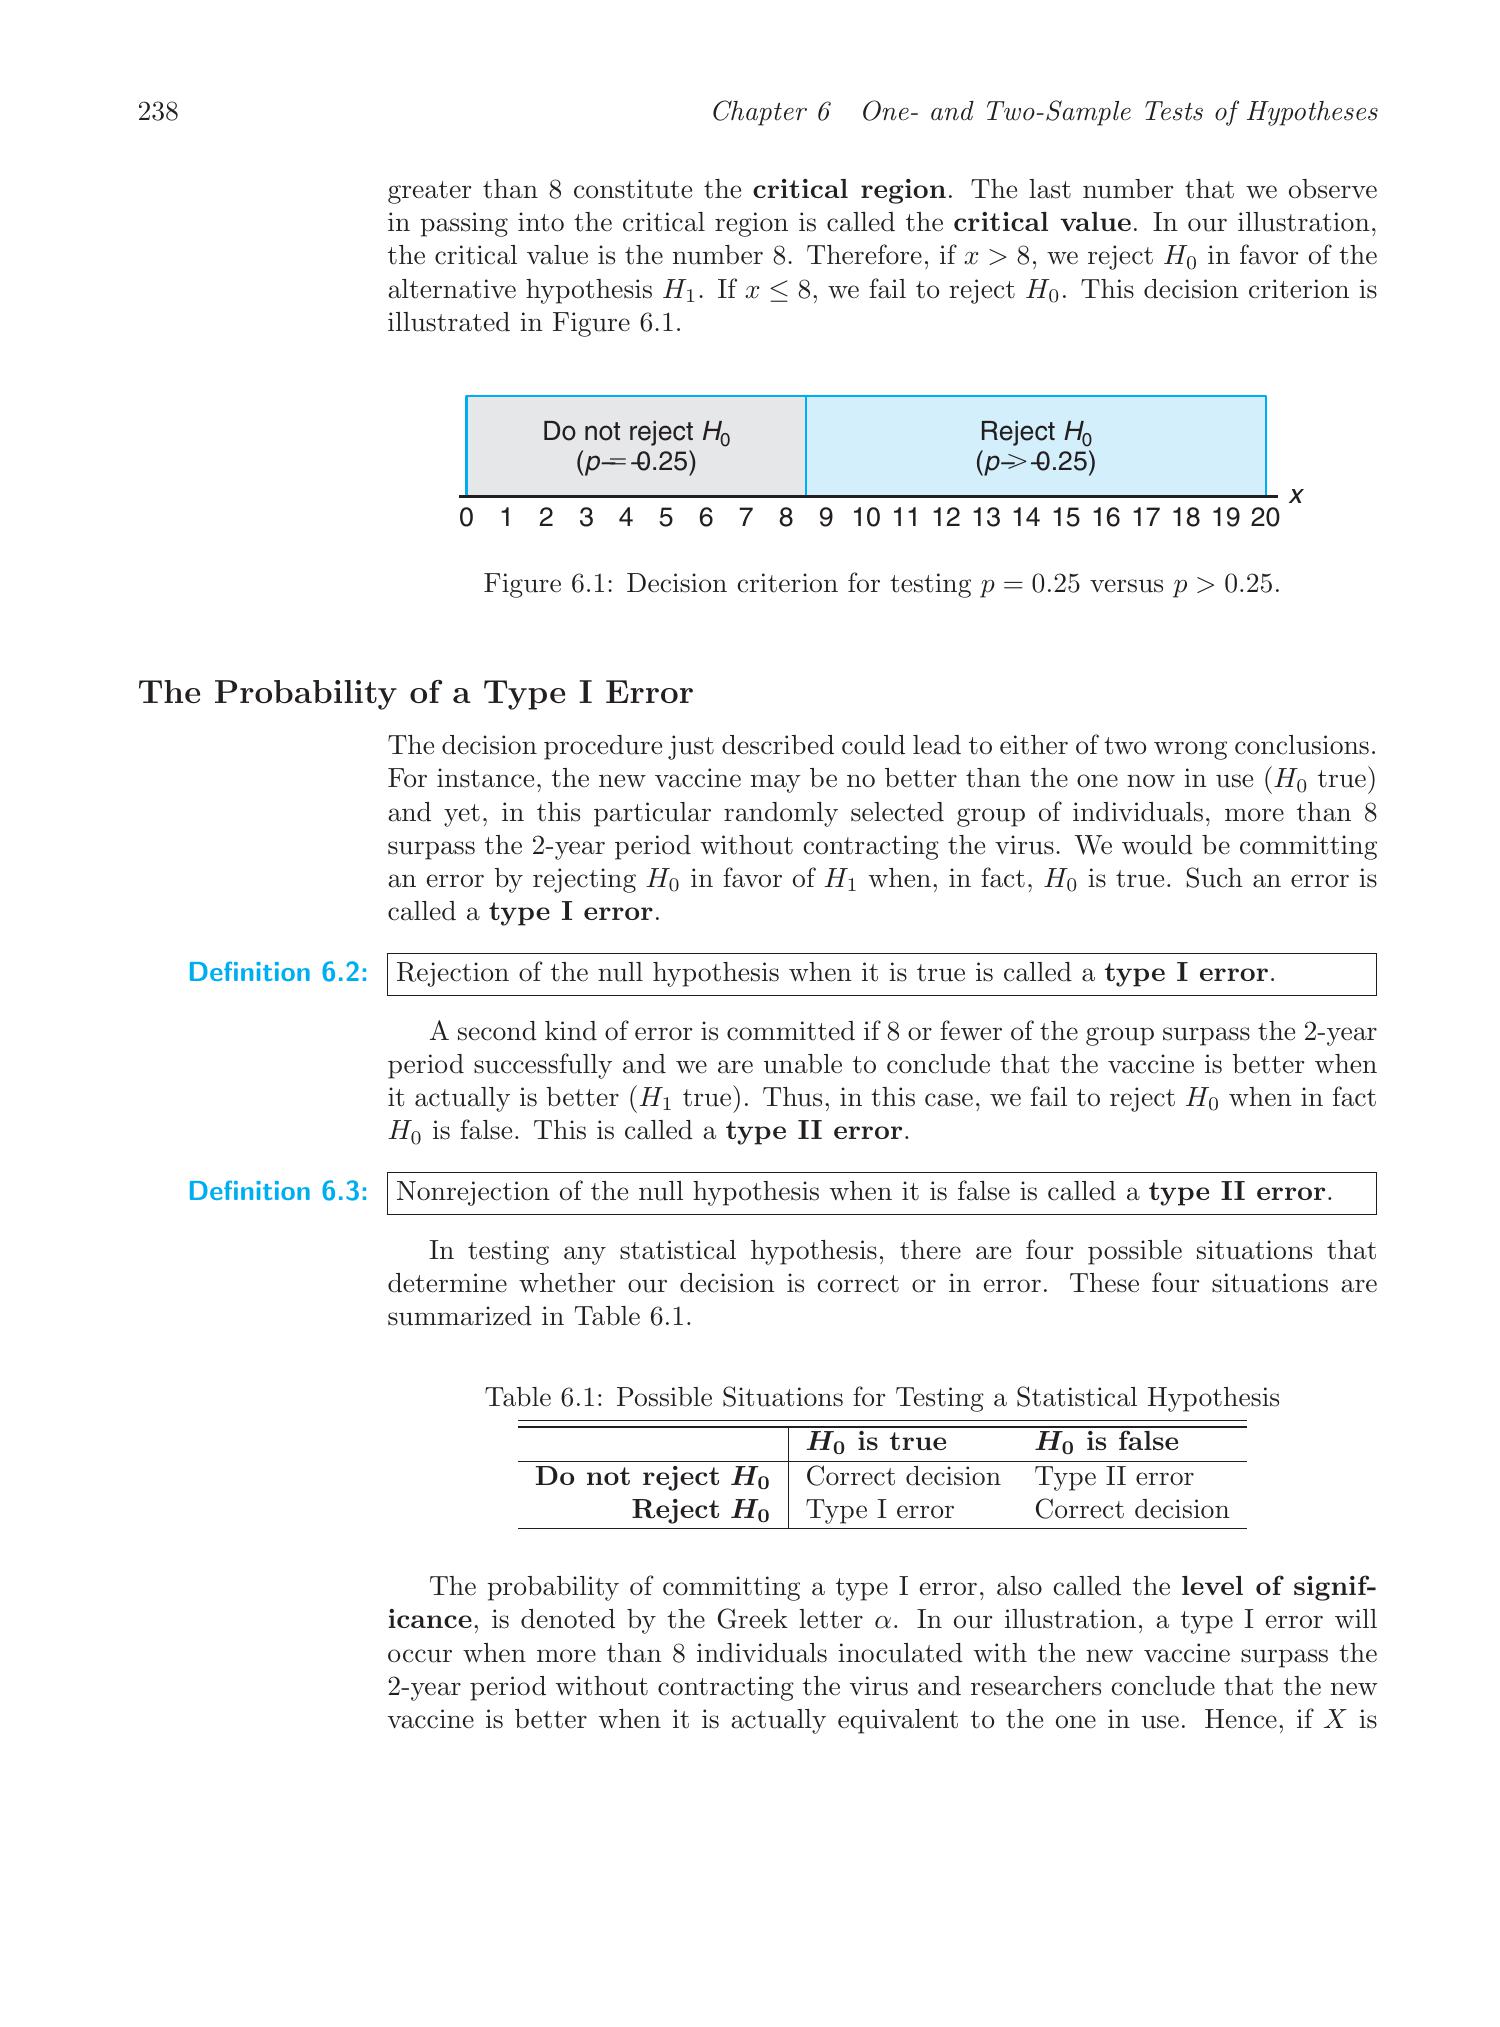 238
Chapter 6 One- and Two-Sample Tests of Hypotheses
greater than 8 constitute the critical region. The last number that we observe
in passing into the critical region is called the critical value. In our illustration,
the critical value is the number 8. Therefore, if x > 8, we reject H₀ in favor of the
alternative hypothesis H₁. If x ≤ 8, we fail to reject H₀. This decision criterion is
illustrated in Figure 6.1.
Do not reject H₀
(p = 0.25)
Reject H₀
(p > 0.25)
x
0 1 2 3 4 5 6 7 8 9 10 11 12 13 14 15 16 17 18 19 20
Figure 6.1: Decision criterion for testing p = 0.25 versus p > 0.25.
The Probability of a Type I Error
The decision procedure just described could lead to either of two wrong conclusions.
For instance, the new vaccine may be no better than the one now in use (H₀ true)
and yet, in this particular randomly selected group of individuals, more than 8
surpass the 2-year period without contracting the virus. We would be committing
an error by rejecting H₀ in favor of H₁ when, in fact, H₀ is true. Such an error is
called a type I error.
Definition 6.2: Rejection of the null hypothesis when it is true is called a type I error.
A second kind of error is committed if 8 or fewer of the group surpass the 2-year
period successfully and we are unable to conclude that the vaccine is better when
it actually is better (H₁ true). Thus, in this case, we fail to reject H₀ when in fact
H₀ is false. This is called a type II error.
Definition 6.3: Nonrejection of the null hypothesis when it is false is called a type II error.
In testing any statistical hypothesis, there are four possible situations that
determine whether our decision is correct or in error. These four situations are
summarized in Table 6.1.
Table 6.1: Possible Situations for Testing a Statistical Hypothesis
H₀ is true H₀ is false
Do not reject H₀ Correct decision Type II error
Reject H₀ Type I error Correct decision
The probability of committing a type I error, also called the level of signif-
icance, is denoted by the Greek letter α. In our illustration, a type I error will
occur when more than 8 individuals inoculated with the new vaccine surpass the
2-year period without contracting the virus and researchers conclude that the new
vaccine is better when it is actually equivalent to the one in use. Hence, if X is